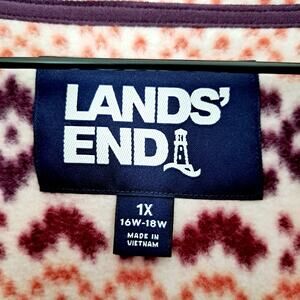 LANDS'
END
1X
16W-18W
MADE IN
VIETNAM